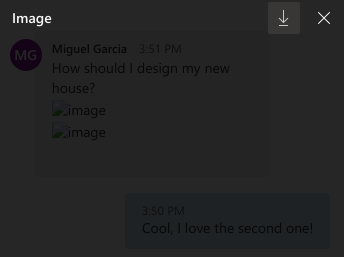 Image
MG
Miguel Garcia 3:51 PM
How should I design my new
house?
image
image
3:50 PM
Cool, I love the second one!